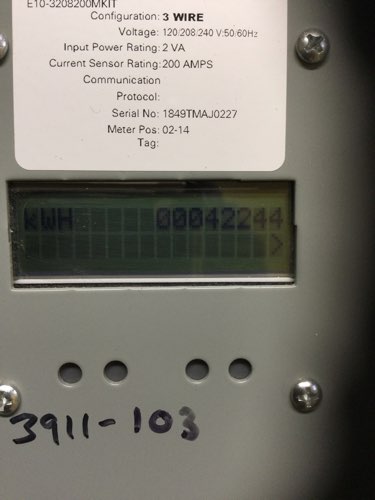 E10-3208200MKIT
Configuration: 3 WIRE
Voltage: 120/208:240 V:50/60Hz
Input Power Rating: 2 VA
Current Sensor Rating: 200 AMPS
Communication
Protocol:
Serial No: 1849TMAJ0227
Meter Pos: 02-14
Tag:
kWH 00042244
>
3911-103